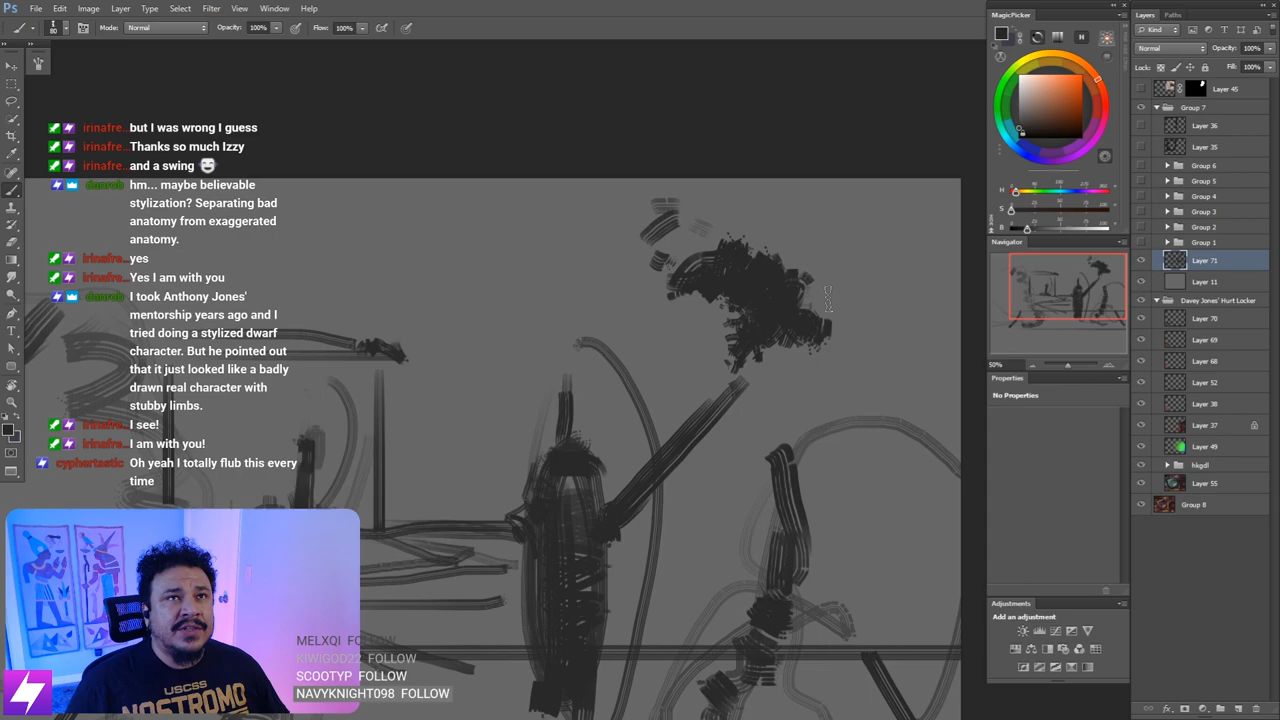 Ps File Edit Image Layer Type Select Filter View Window Help
80 Mode: Normal Opacity: 100% Flow: 100%
irinafre... but I was wrong I guess
irinafre... Thanks so much Izzy
irinafre... and a swing
danrob hm... maybe believable
stylization? Separating bad
anatomy from exaggerated
anatomy.
irinafre... yes
irinafre... Yes I am with you
danrob I took Anthony Jones'
mentorship years ago and I
tried doing a stylized dwarf
character. But he pointed out
that it just looked like a badly
drawn real character with
stubby limbs.
irinafre... I see!
irinafre... I am with you!
cyphertastic Oh yeah I totally flub this every
time
MELXQI FOLLOW
KIWIGOD22 FOLLOW
SCOOTYP FOLLOW
NAVYKNIGHT098 FOLLOW
USCSS
NOSTROMO
MagicPicker
H
H
S
B
Navigator
50%
Properties
No Properties
Adjustments
Add an adjustment
Layers Paths
Kind
Normal Opacity: 100%
Lock: Fill: 100%
Layer 45
Group 7
Layer 36
Layer 35
Group 6
Group 5
Group 4
Group 3
Group 2
Group 1
Layer 71
Layer 11
Davey Jones' Hurt Locker
Layer 70
Layer 69
Layer 68
Layer 52
Layer 38
Layer 37
Layer 49
hkgdl
Layer 55
Group 8
fx